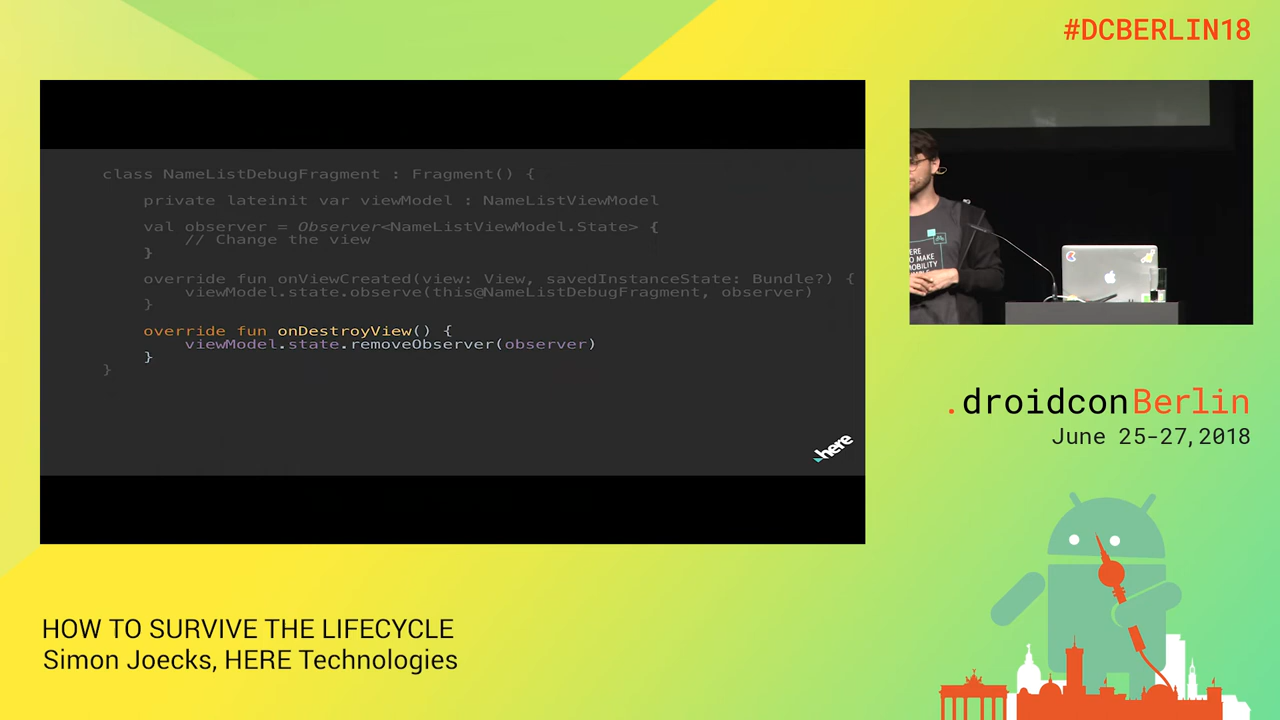 #DCBERLIN18
class NameListDebugFragment : Fragment() {
private lateinit var viewModel : NameListViewModel
val observer = Observer<NameListViewModel.State> {
// Change the view
}
override fun onViewCreated(view: View, savedInstanceState: Bundle?) {
viewModel.state.observe(this@NameListDebugFragment, observer)
}
override fun onDestroyView() {
viewModel.state.removeObserver(observer)
}
}
here
.droidconBerlin
June 25-27,2018
HOW TO SURVIVE THE LIFECYCLE
Simon Joecks, HERE Technologies